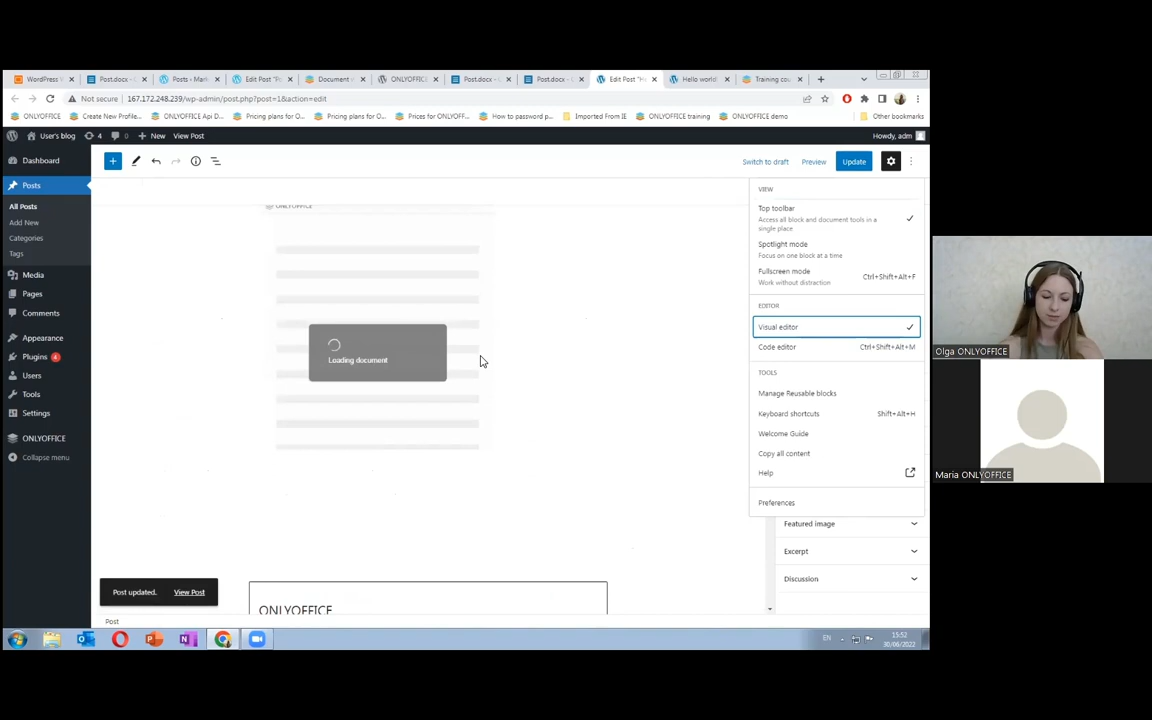 WordPress V
Post.docx - 
Posts ‹ Mark
Edit Post "P
Document s
ONLYOFFICE
Post.docx - 
Post.docx - 
Edit Post "H
Hello world!
Training cou
Not secure
167.172.248.239/wp-admin/post.php?post=1&action=edit
ONLYOFFICE
Create New Profile...
ONLYOFFICE Api D...
Pricing plans for O...
Pricing plans for O...
Prices for ONLYOFF...
How to password p...
Imported From IE
ONLYOFFICE training
ONLYOFFICE demo
Other bookmarks
User's blog
4
New
View Post
Howdy, adm
Dashboard
Posts
All Posts
Add New
Categories
Tags
Media
Pages
Comments
Appearance
Plugins 4
Users
Tools
Settings
ONLYOFFICE
Collapse menu
Switch to draft
Preview
Update
ONLYOFFICE
Loading document
VIEW
Top toolbar
Access all block and document tools in a
single place
Spotlight mode
Focus on one block at a time
Fullscreen mode
Ctrl+Shift+Alt+F
Work without distraction
EDITOR
Visual editor
Code editor
Ctrl+Shift+Alt+M
TOOLS
Manage Reusable blocks
Keyboard shortcuts
Shift+Alt+H
Welcome Guide
Copy all content
Help
Preferences
Featured image
Excerpt
Discussion
Post updated.
View Post
ONLYOFFICE
Post
EN
15:52
30/06/2022
Olga ONLYOFFICE
Maria ONLYOFFICE